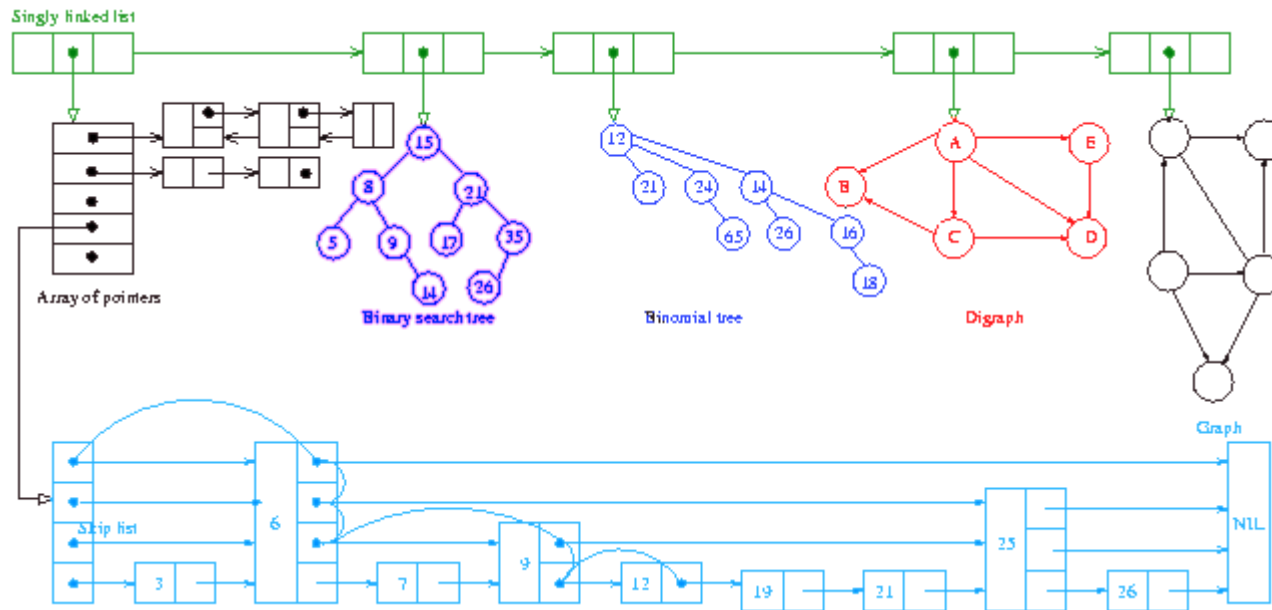 Singly linked list
15
12
A
E
8
21
21
24
14
B
5
9
17
35
65
26
16
C
D
14
26
18
Array of pointers
Binary search tree
Binomial tree
Digraph
Graph
6
Skip list
9
25
NIL
3
7
12
19
21
26